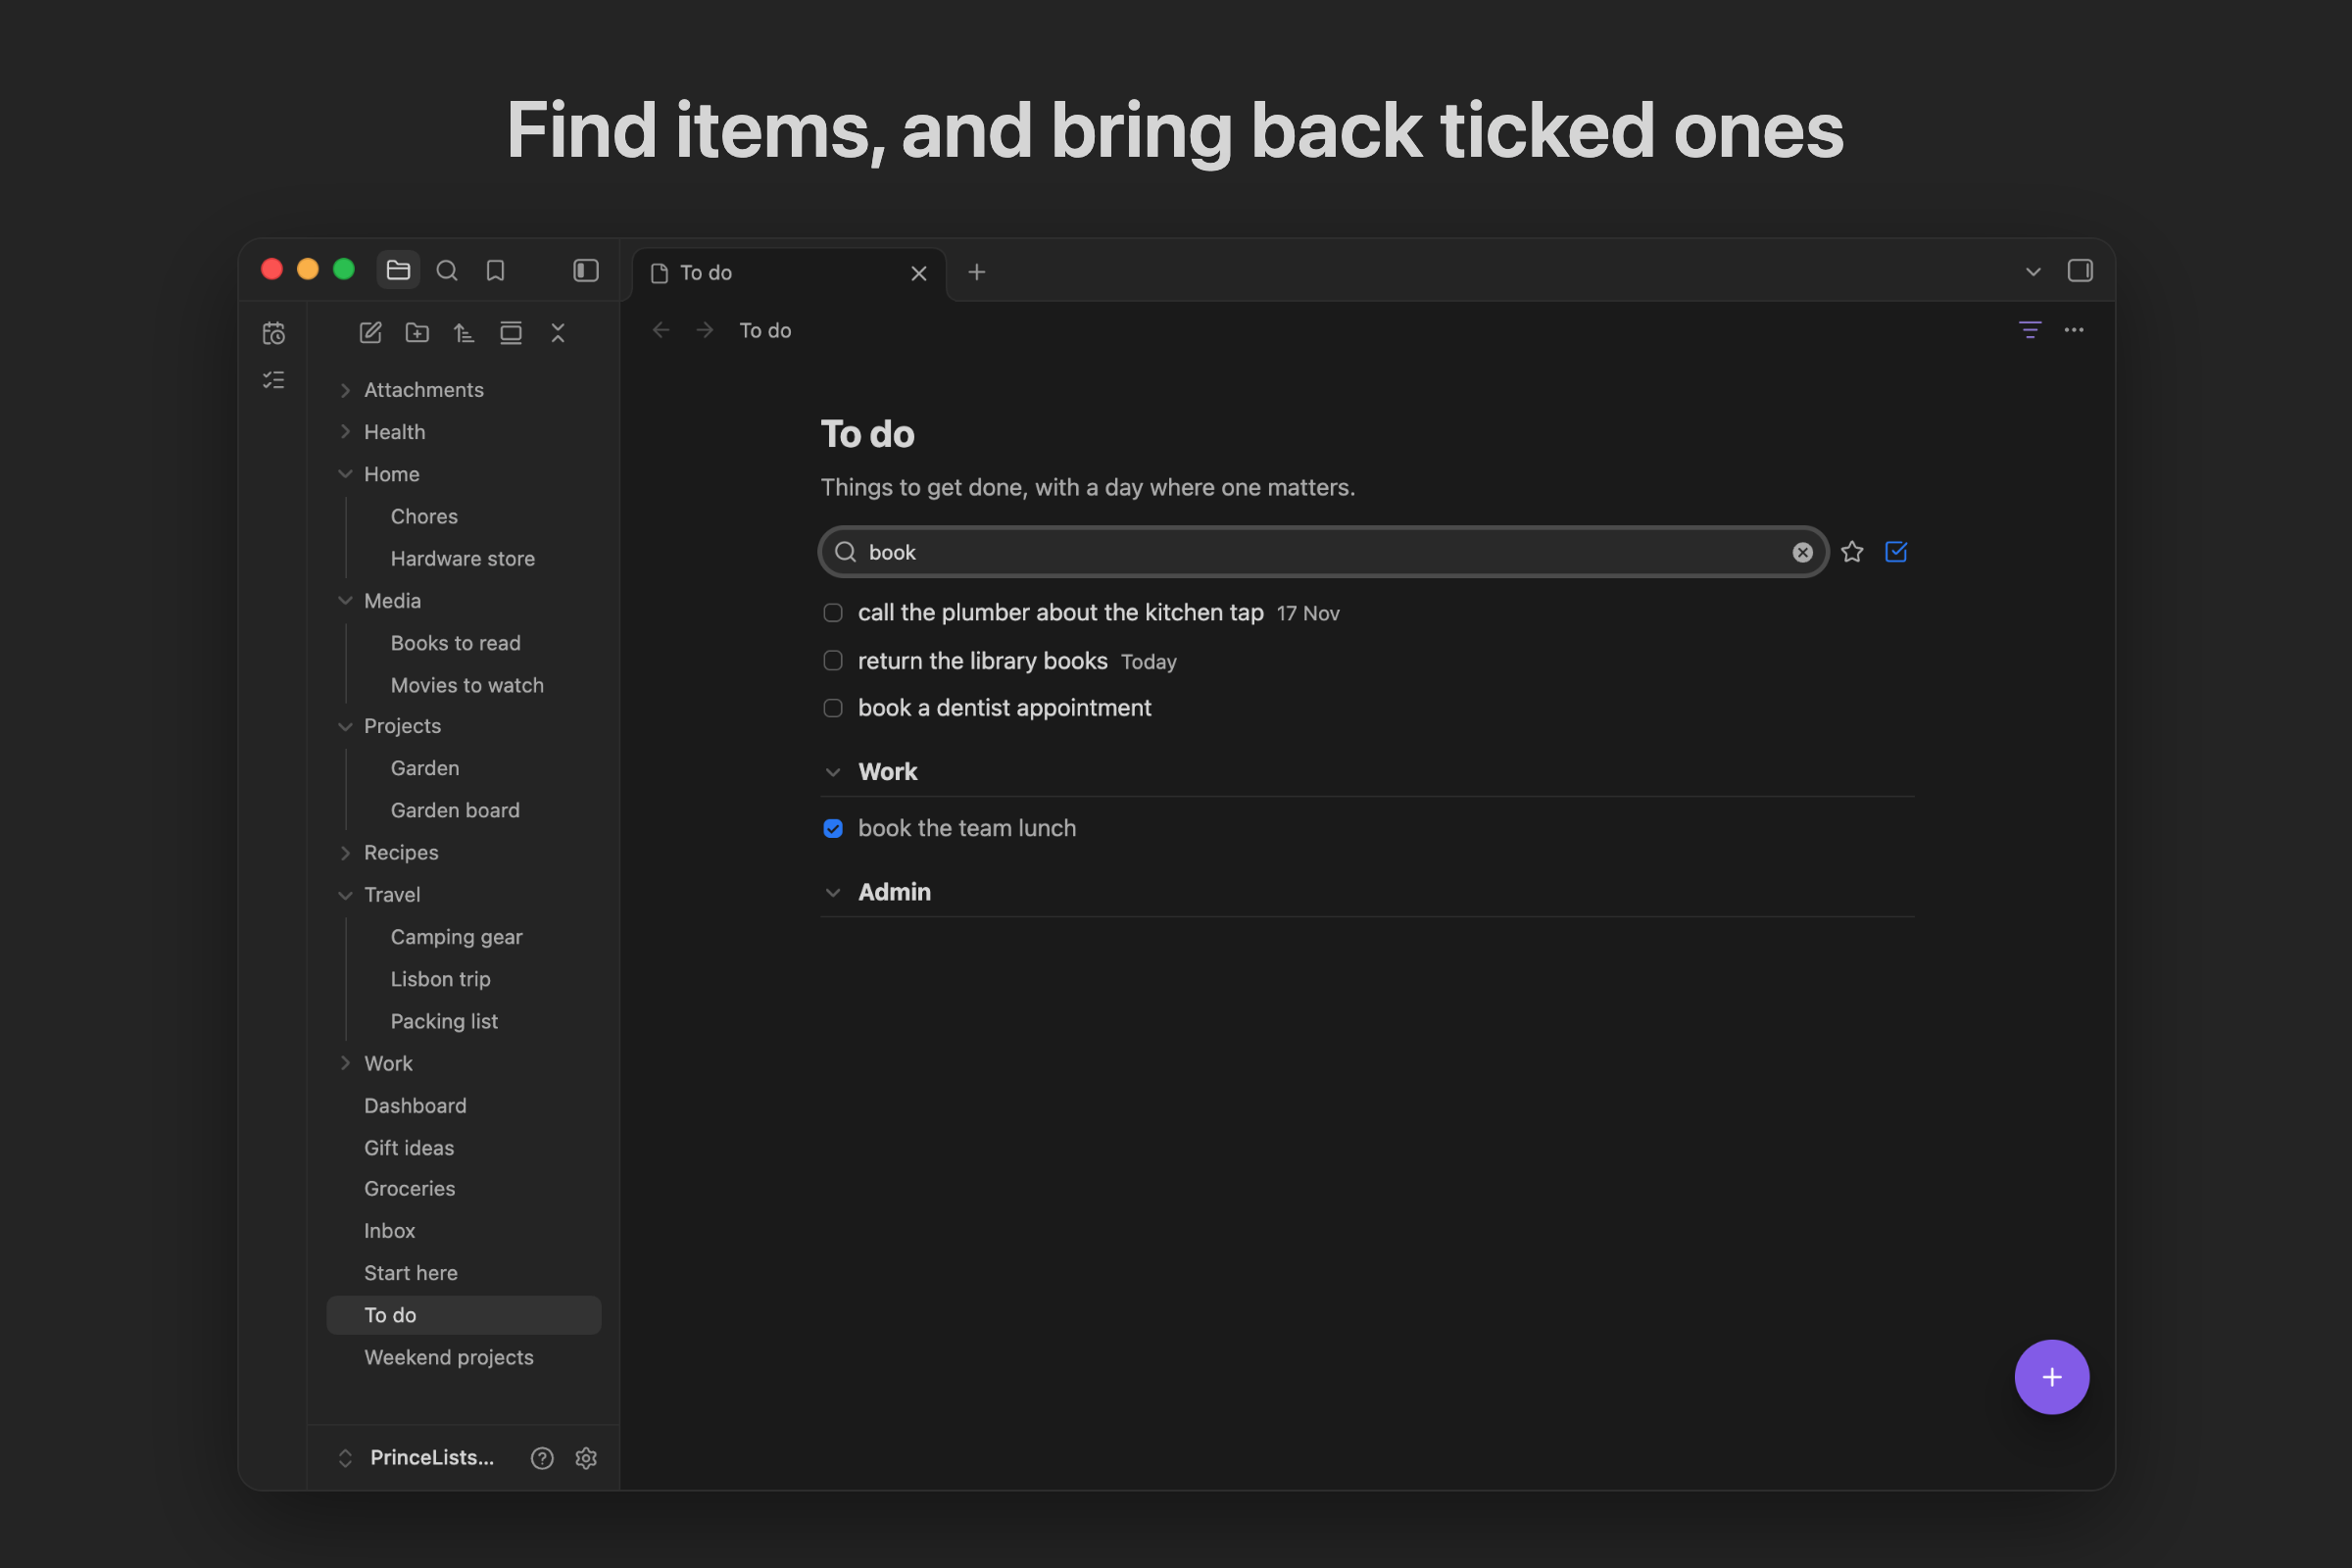 Find items, and bring back ticked ones
To do
To do
Attachments
Health
Home
Chores
Hardware store
Media
Books to read
Movies to watch
Projects
Garden
Garden board
Recipes
Travel
Camping gear
Lisbon trip
Packing list
Work
Dashboard
Gift ideas
Groceries
Inbox
Start here
To do
Weekend projects
PrinceLists...
To do
Things to get done, with a day where one matters.
book
call the plumber about the kitchen tap 17 Nov
return the library books Today
book a dentist appointment
Work
book the team lunch
Admin